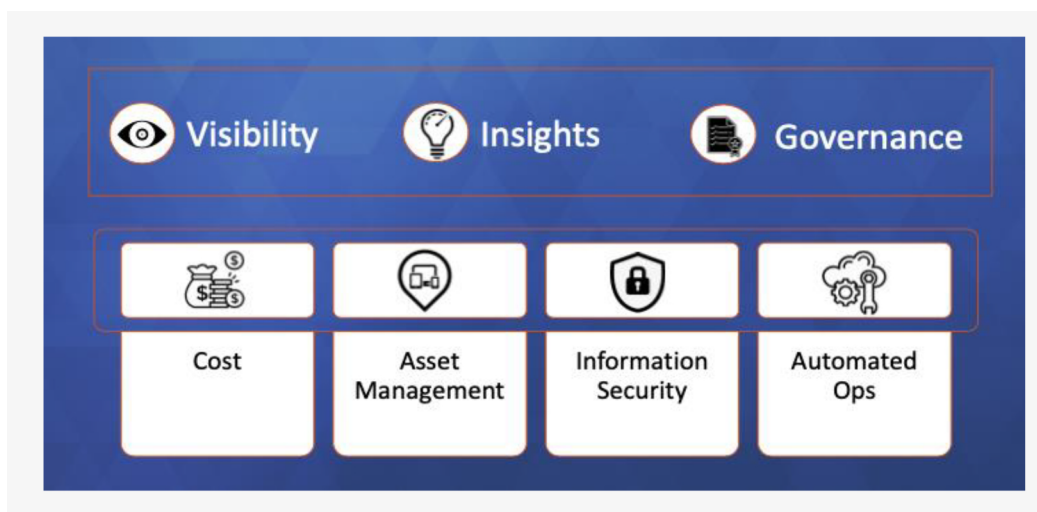 Visibility
Insights
Governance
Cost
Asset
Management
Information
Security
Automated
Ops